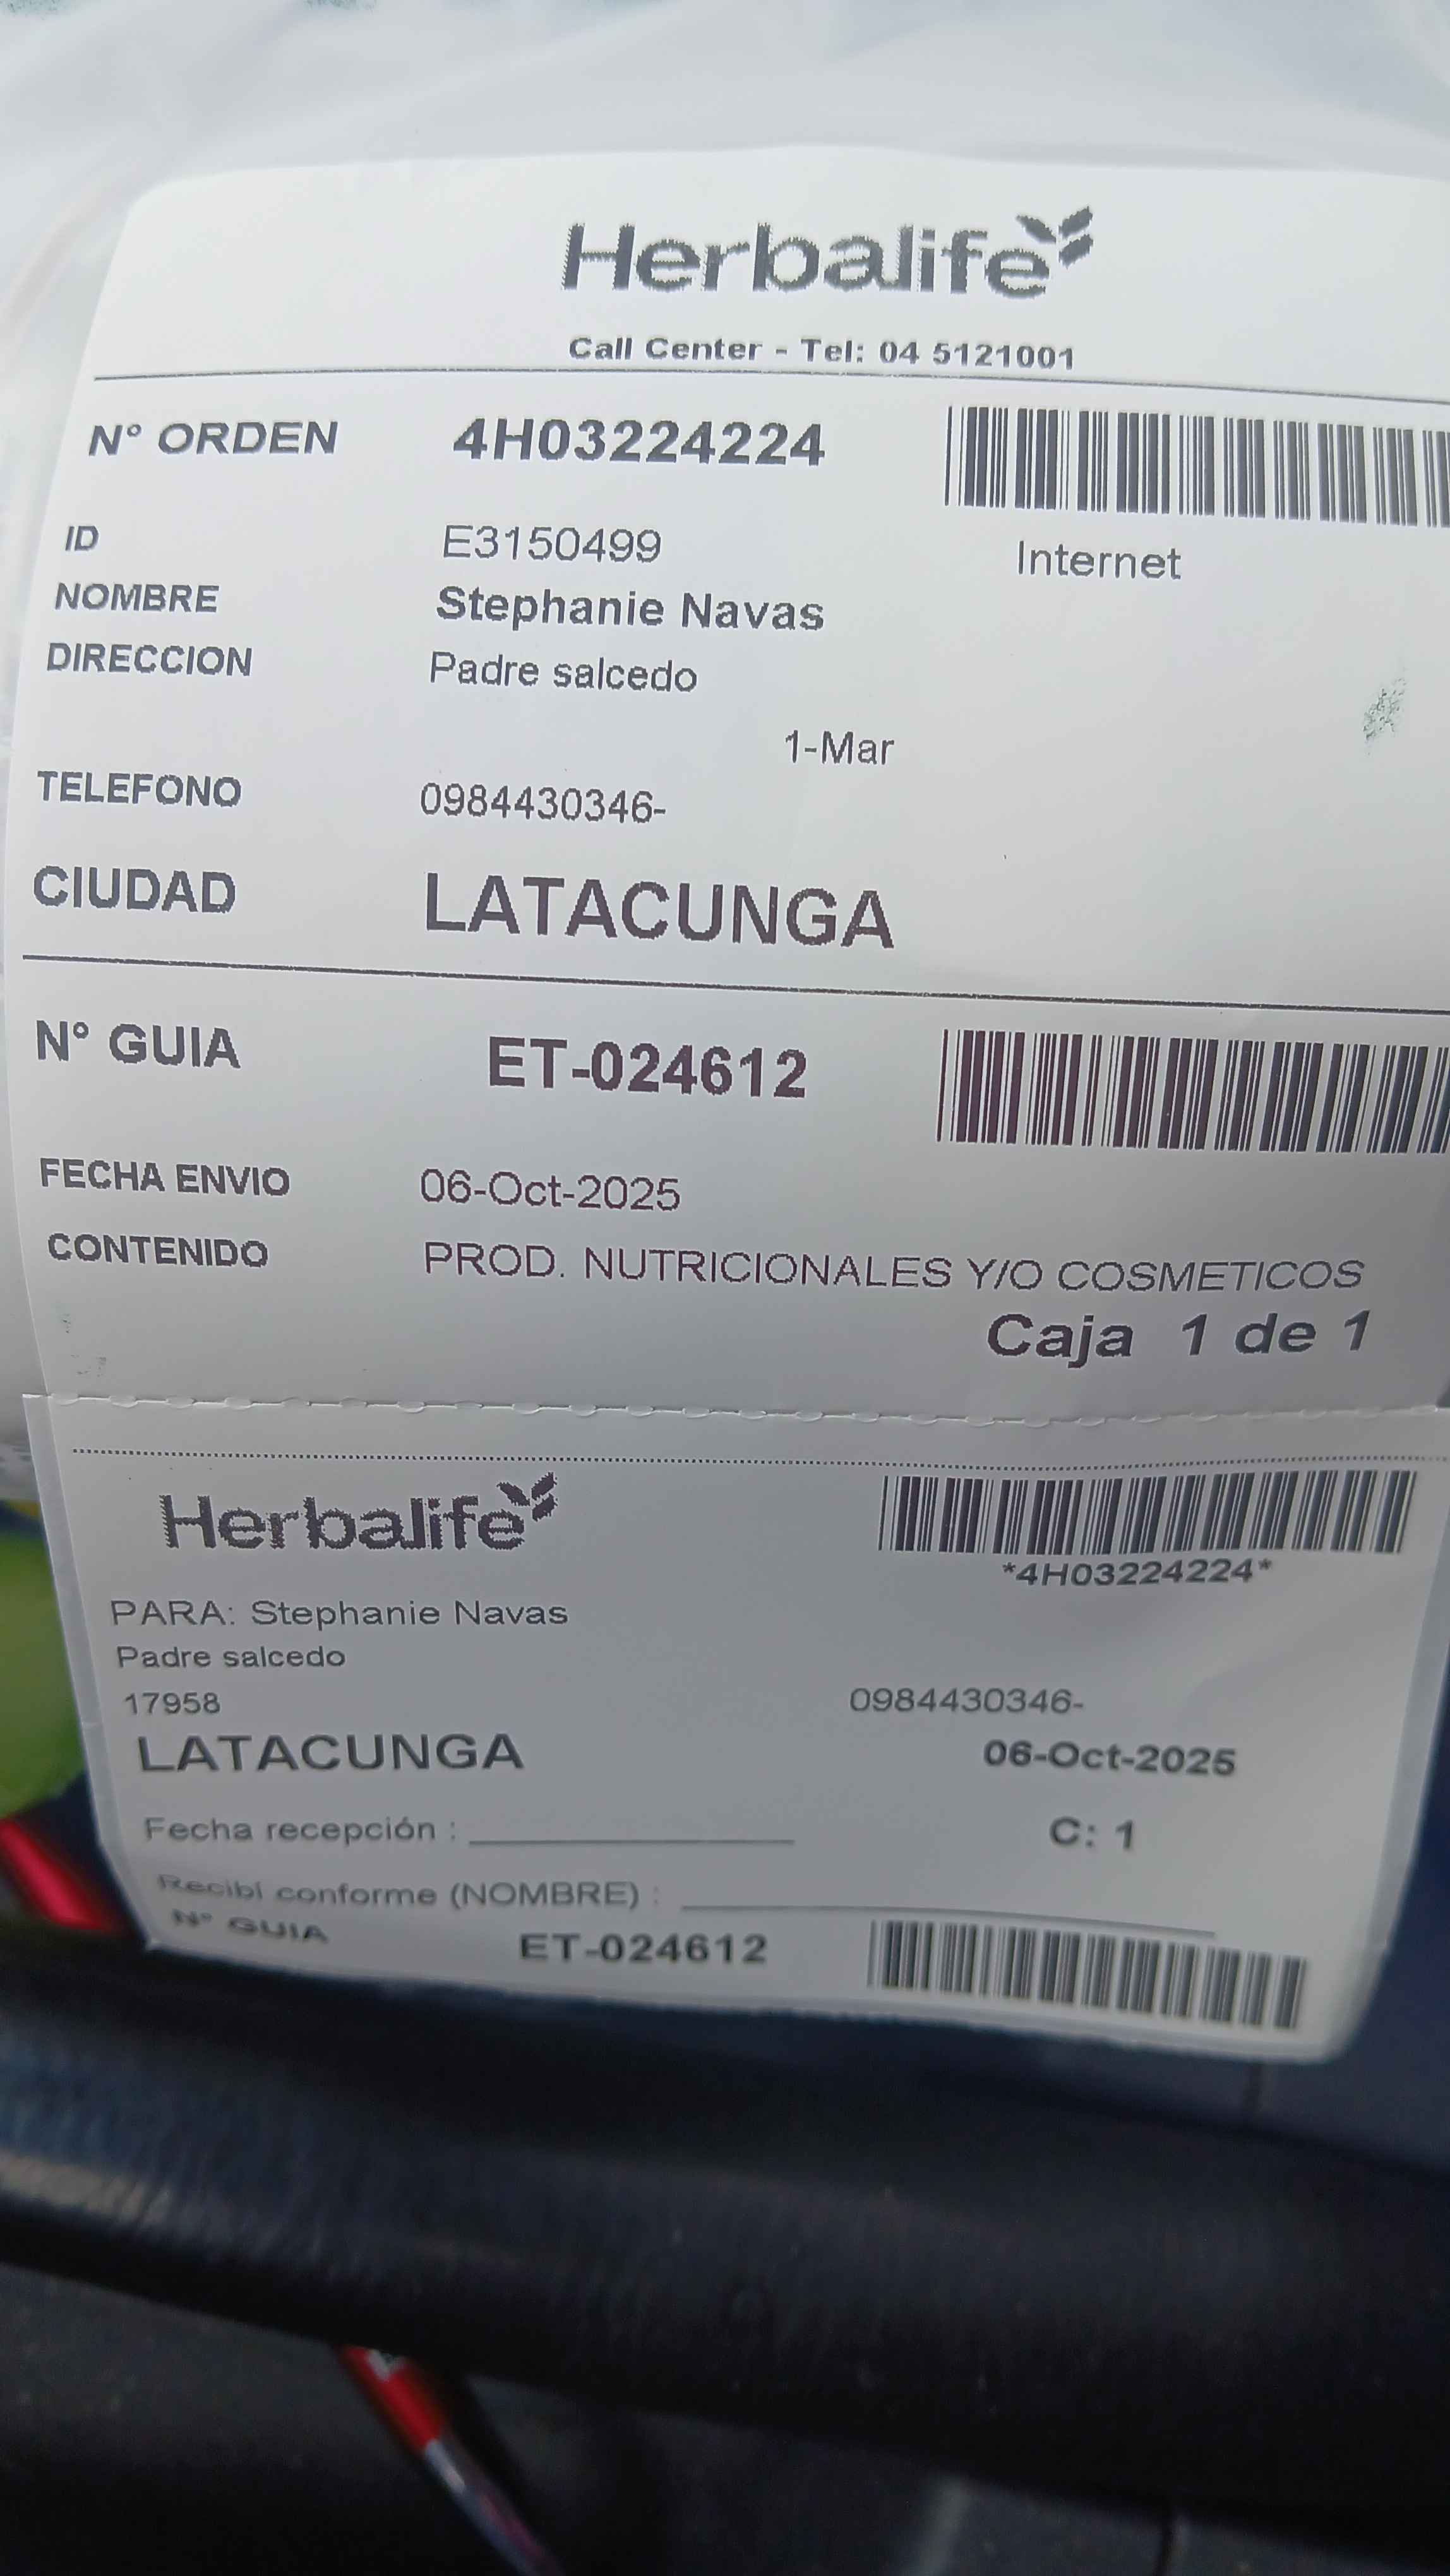 Herbalife
Call Center - Tel: 04 5121001
N° ORDEN 4H03224224
ID E3150499 Internet
NOMBRE Stephanie Navas
DIRECCION Padre salcedo
1-Mar
TELEFONO 0984430346-
CIUDAD LATACUNGA
N° GUIA ET-024612
FECHA ENVIO 06-Oct-2025
CONTENIDO PROD. NUTRICIONALES Y/O COSMETICOS
Caja 1 de 1
Herbalife
*4H03224224*
PARA: Stephanie Navas
Padre salcedo
17958 0984430346-
LATACUNGA 06-Oct-2025
Fecha recepción : C: 1
Recibí conforme (NOMBRE) :
N° GUIA ET-024612